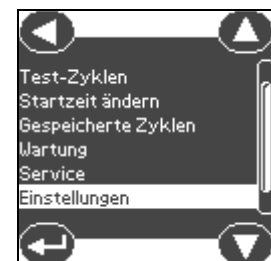 Test-Zyklen
Startzeit ändern
Gespeicherte Zyklen
Wartung
Service
Einstellungen